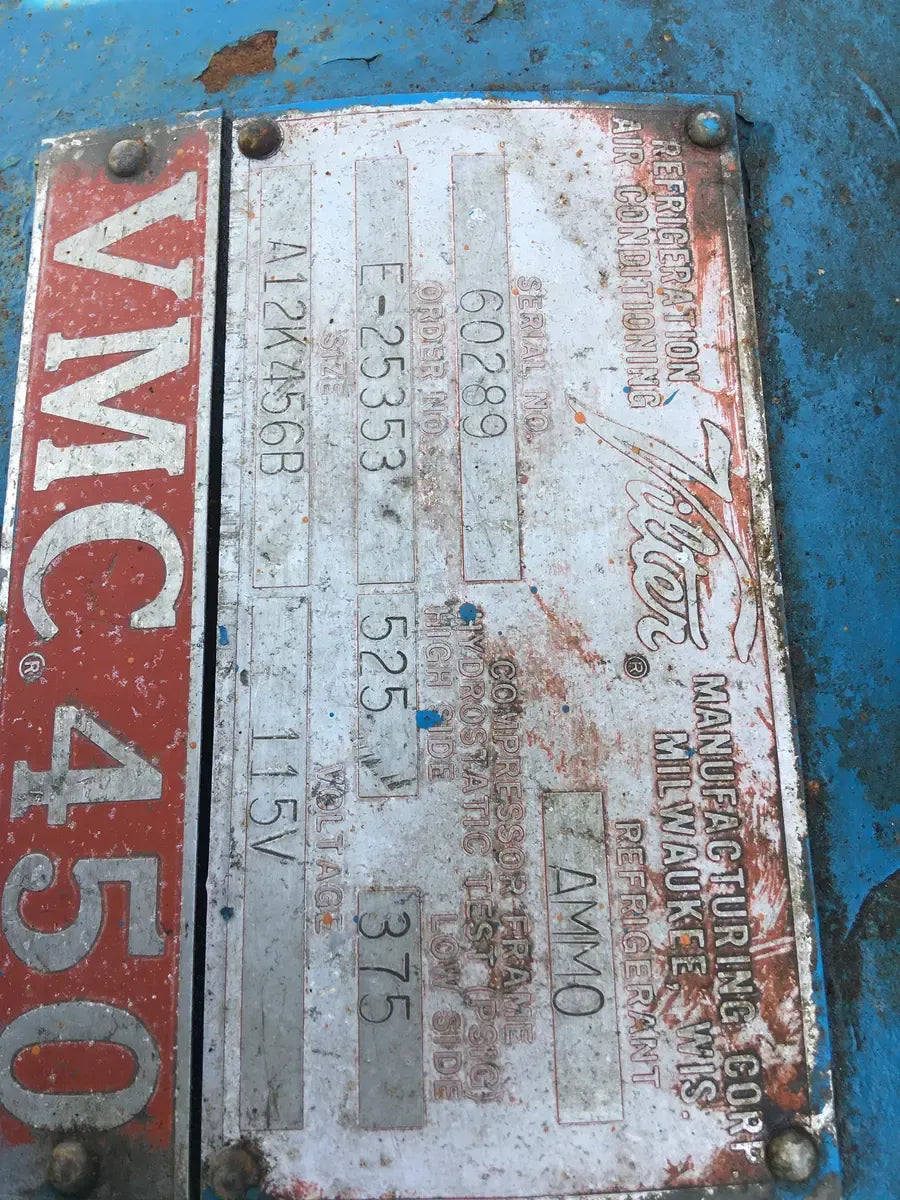 REFRIGERATION
AIR CONDITIONING
Vilter®
MANUFACTURING CORP.
MILWAUKEE, WIS.
SERIAL NO.
60289
REFRIGERANT
AMMO
ORDER NO.
E-25353
COMPRESSOR FRAME
HYDROSTATIC TEST (PSIG)
HIGH SIDE
525
LOW SIDE
375
SIZE
A12K456B
VOLTAGE
115V
VMC® 450